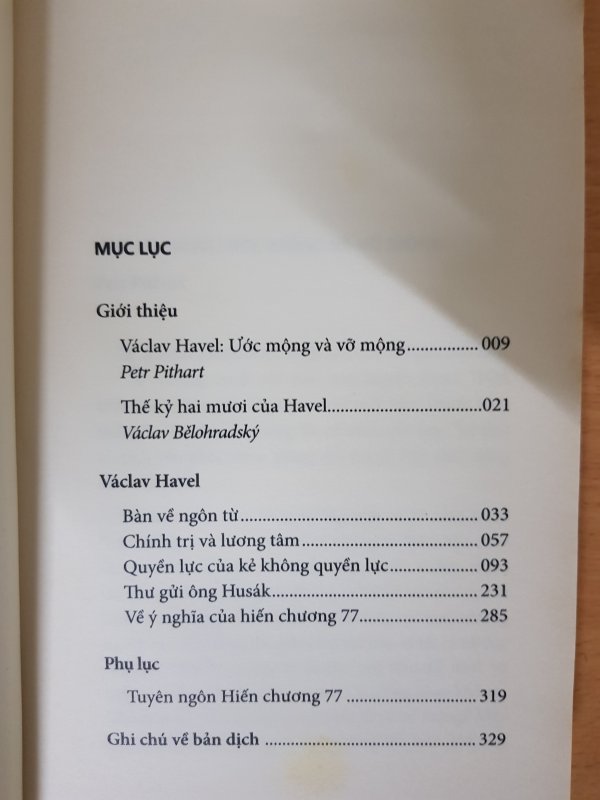 MỤC LỤC
Giới thiệu
Václav Havel: Ước mộng và vỡ mộng................ 009
Petr Pithart
Thế kỷ hai mươi của Havel..................................021
Václav Bělohradský
Václav Havel
Bàn về ngôn từ.................................................... 033
Chính trị và lương tâm....................................... 057
Quyền lực của kẻ không quyền lực................... 093
Thư gửi ông Husák............................................. 231
Về ý nghĩa của hiến chương 77.......................... 285
Phụ lục
Tuyên ngôn Hiến chương 77 ............................ 319
Ghi chú về bản dịch ............................................. 329